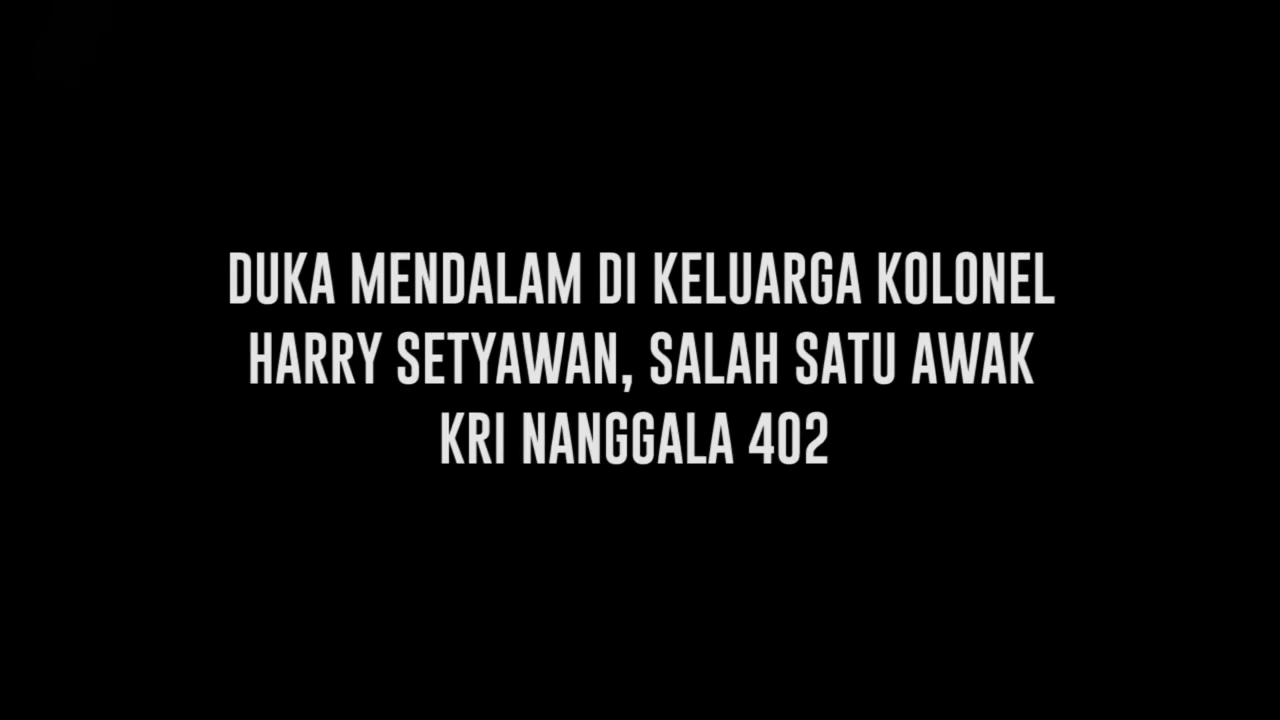 DUKA MENDALAM DI KELUARGA KOLONEL
HARRY SETYAWAN, SALAH SATU AWAK
KRI NANGGALA 402